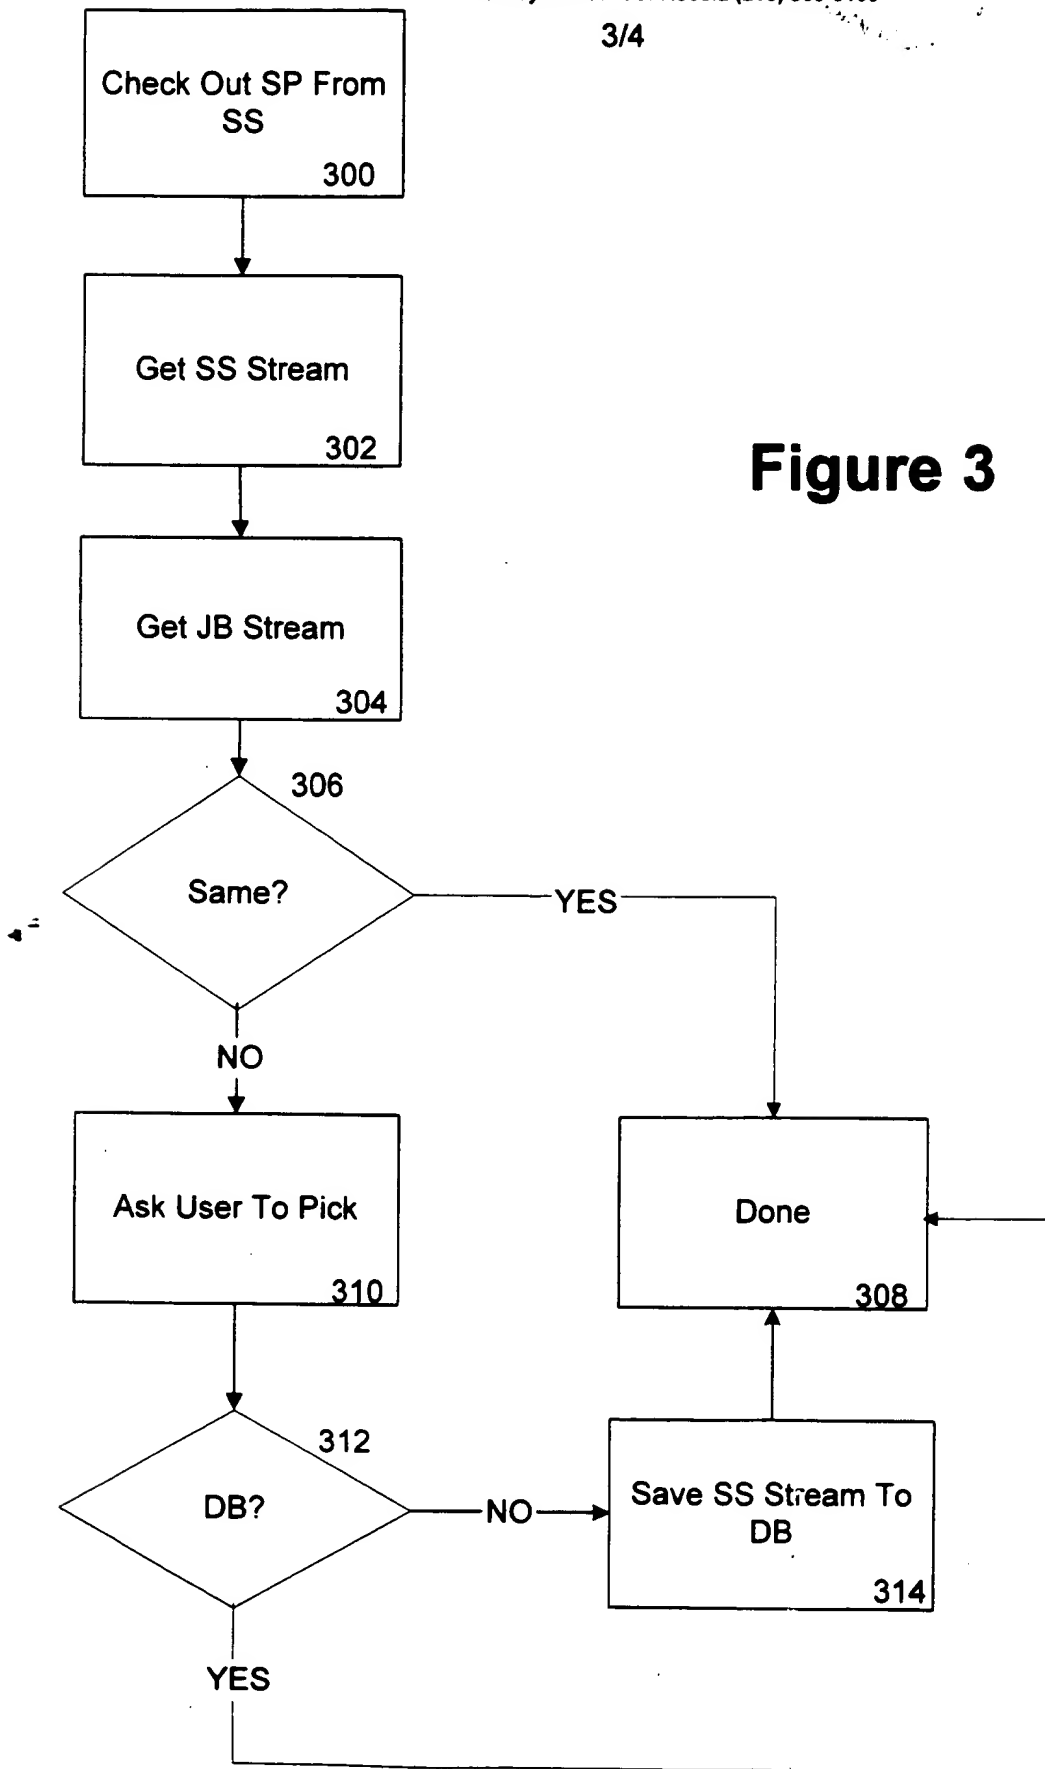 3/4
Check Out SP From
SS
300
Get SS Stream
302
Figure 3
Get JB Stream
304
306
Same?
YES
NO
Ask User To Pick
310
Done
308
312
DB?
NO
Save SS Stream To
DB
314
YES